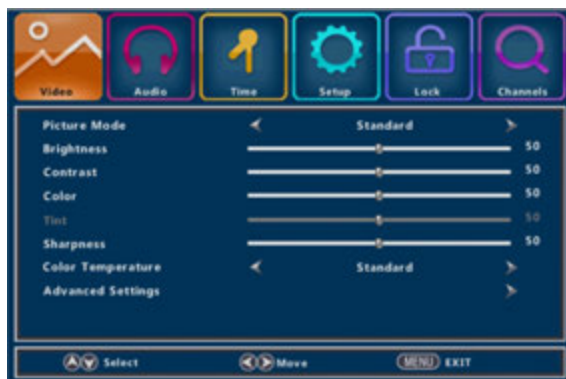 Video Audio Time Setup Lock Channels
Picture Mode Standard
Brightness 50
Contrast 50
Color 50
Tint 50
Sharpness 50
Color Temperature Standard
Advanced Settings
Select Move MENU EXIT